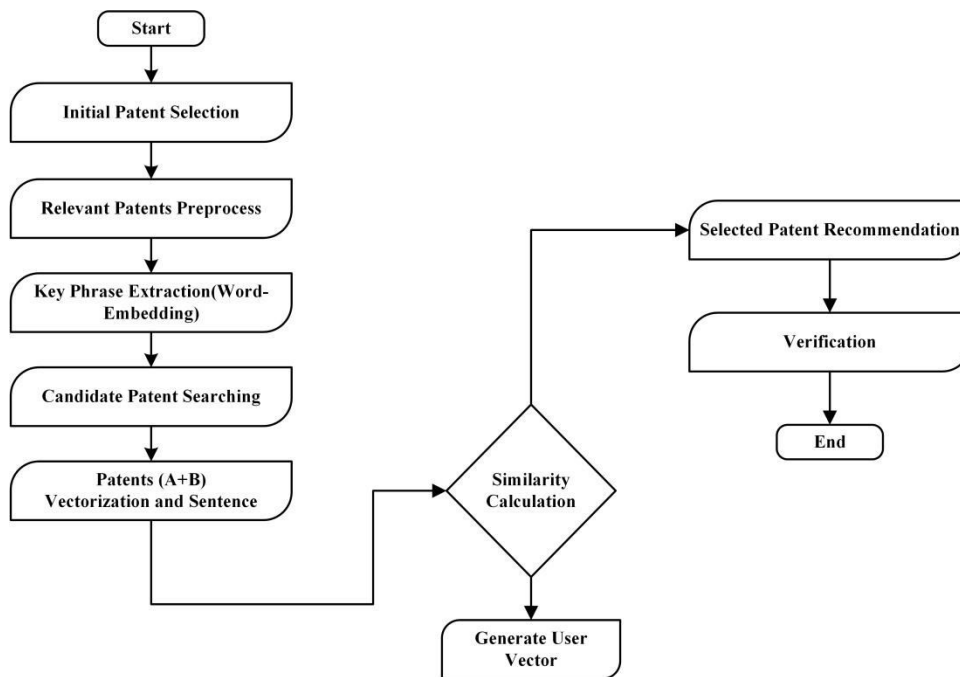 Start
Initial Patent Selection
Relevant Patents Preprocess
Key Phrase Extraction(Word-
Embedding)
Candidate Patent Searching
Patents (A+B)
Vectorization and Sentence
Similarity
Calculation
Generate User
Vector
Selected Patent Recommendation
Verification
End